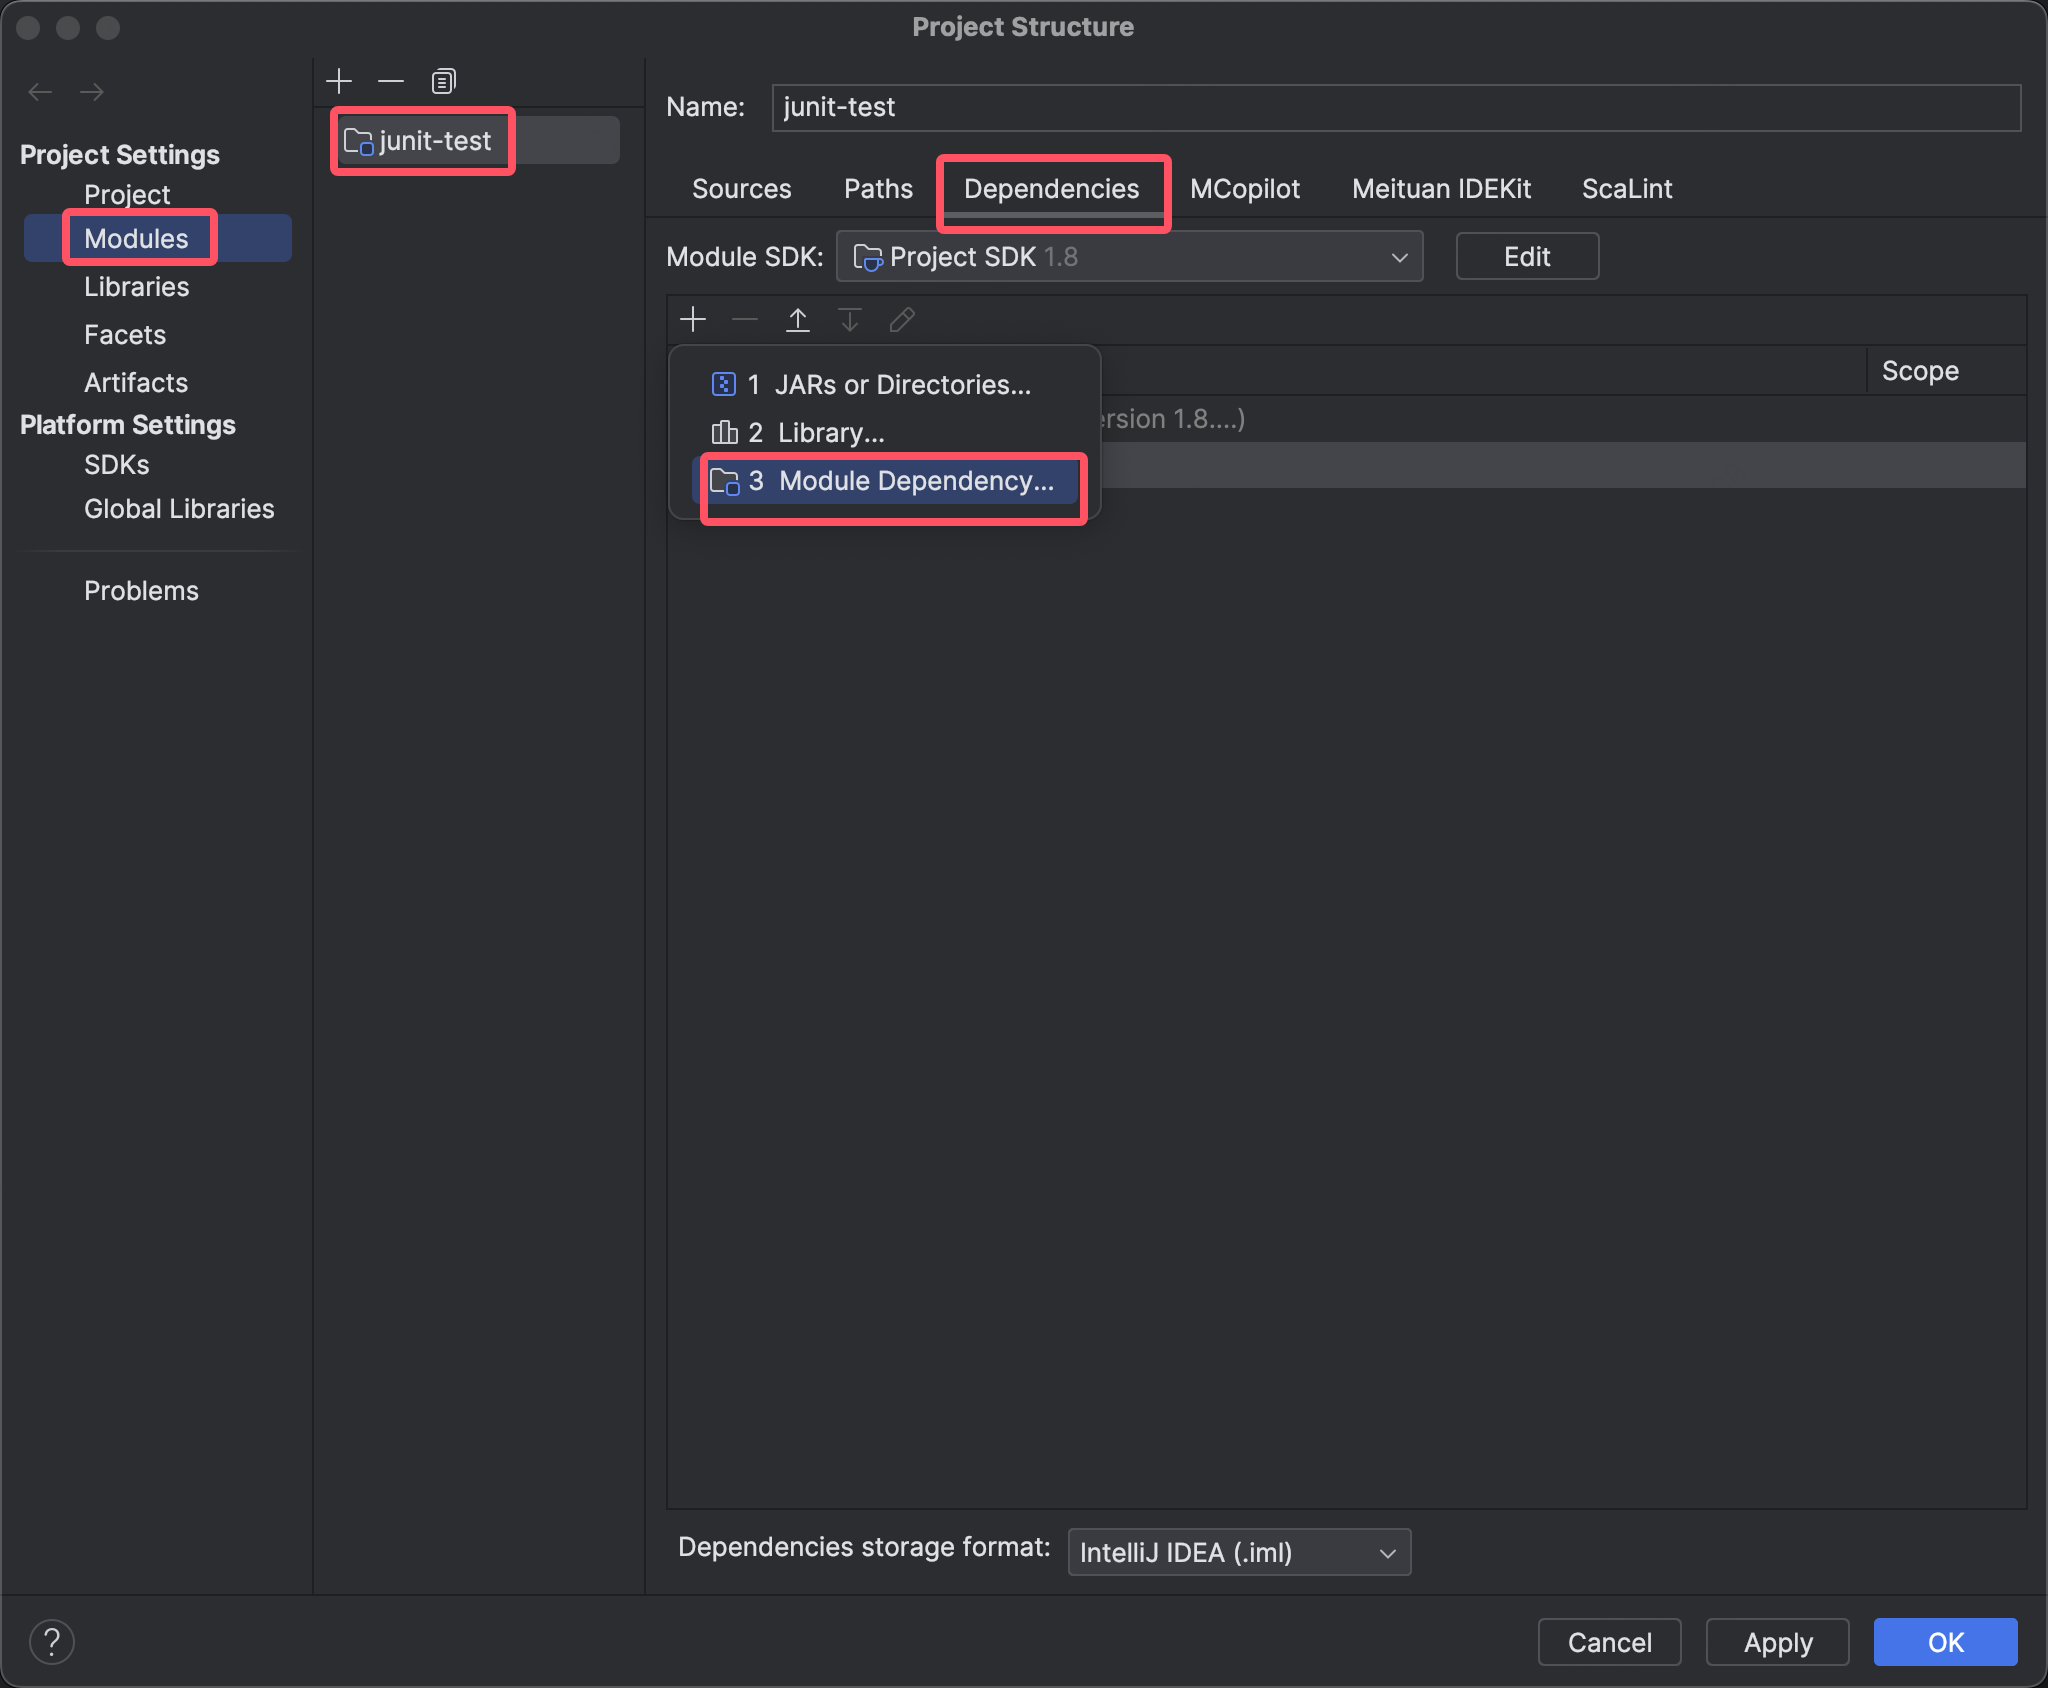 Project Structure
Project Settings
Project
Modules
Libraries
Facets
Artifacts
Platform Settings
SDKs
Global Libraries
Problems
junit-test
Name: junit-test
Sources Paths Dependencies MCopilot Meituan IDEKit ScaLint
Module SDK: Project SDK 1.8 Edit
Scope
1 JARs or Directories...
2 Library...
3 Module Dependency...
1.8....)
Dependencies storage format: IntelliJ IDEA (.iml)
? Cancel Apply OK